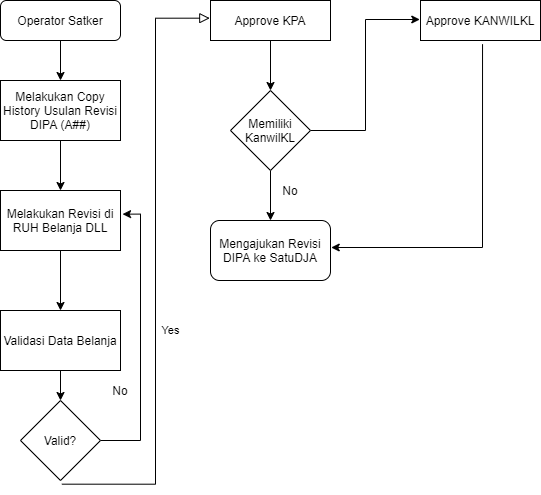 Operator Satker
Melakukan Copy
History Usulan Revisi
DIPA (A##)
Melakukan Revisi di
RUH Belanja DLL
Validasi Data Belanja
No
Valid?
Yes
Approve KPA
Memiliki
KanwilKL
No
Mengajukan Revisi
DIPA ke SatuDJA
Approve KANWILKL